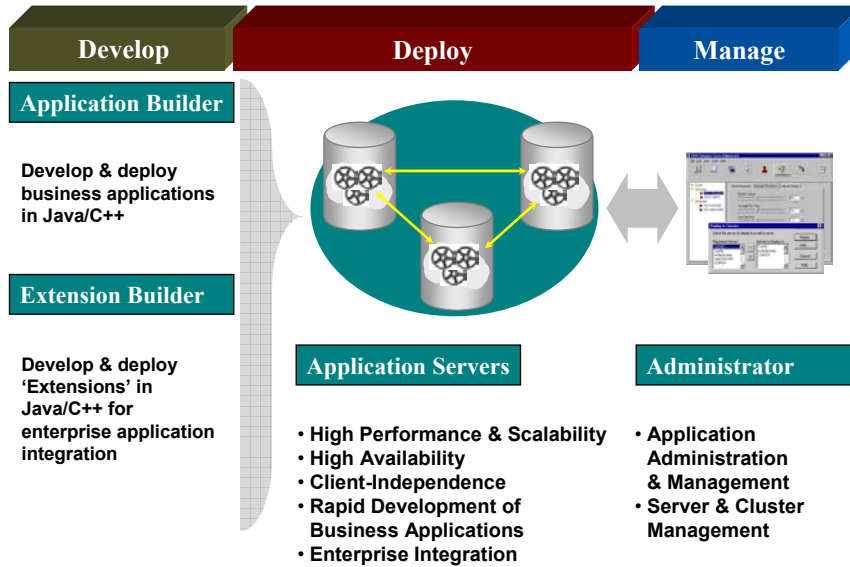 Develop
Deploy
Manage
Application Builder
Develop & deploy
business applications
in Java/C++
Extension Builder
Develop & deploy
‘Extensions’ in
Java/C++ for
enterprise application
integration
Application Servers
• High Performance & Scalability
• High Availability
• Client-Independence
• Rapid Development of
Business Applications
• Enterprise Integration
Administrator
• Application
Administration
& Management
• Server & Cluster
Management